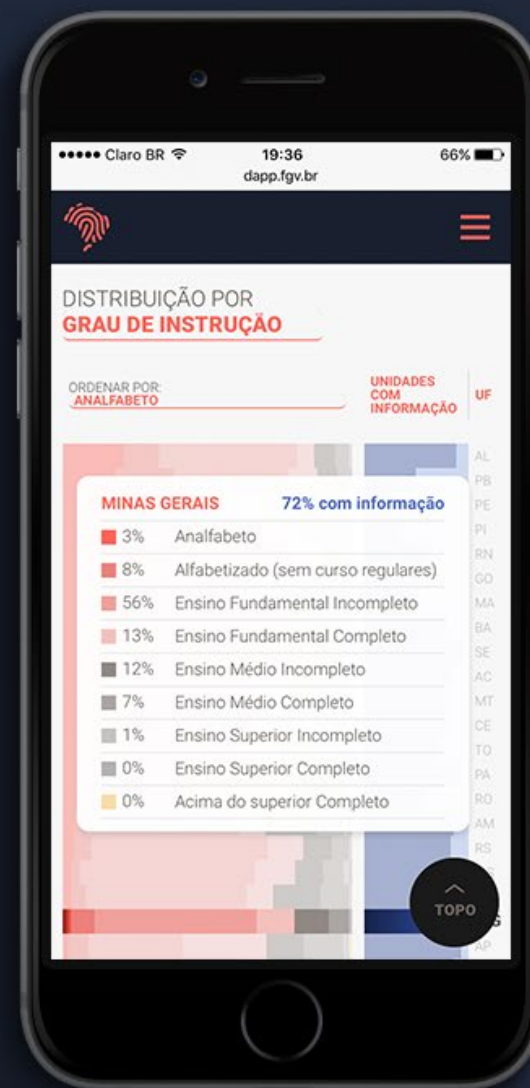 Claro BR 19:36 66%
dapp.fgv.br
DISTRIBUIÇÃO POR
GRAU DE INSTRUÇÃO
ORDENAR POR:
ANALFABETO
UNIDADES
COM
INFORMAÇÃO
UF
AL
PB
PE
PI
RN
GO
MA
BA
SE
AC
MT
CE
TO
PA
RO
AM
RS
MINAS GERAIS 72% com informação
3% Analfabeto
8% Alfabetizado (sem curso regulares)
56% Ensino Fundamental Incompleto
13% Ensino Fundamental Completo
12% Ensino Médio Incompleto
7% Ensino Médio Completo
1% Ensino Superior Incompleto
0% Ensino Superior Completo
0% Acima do superior Completo
TOPO
AP